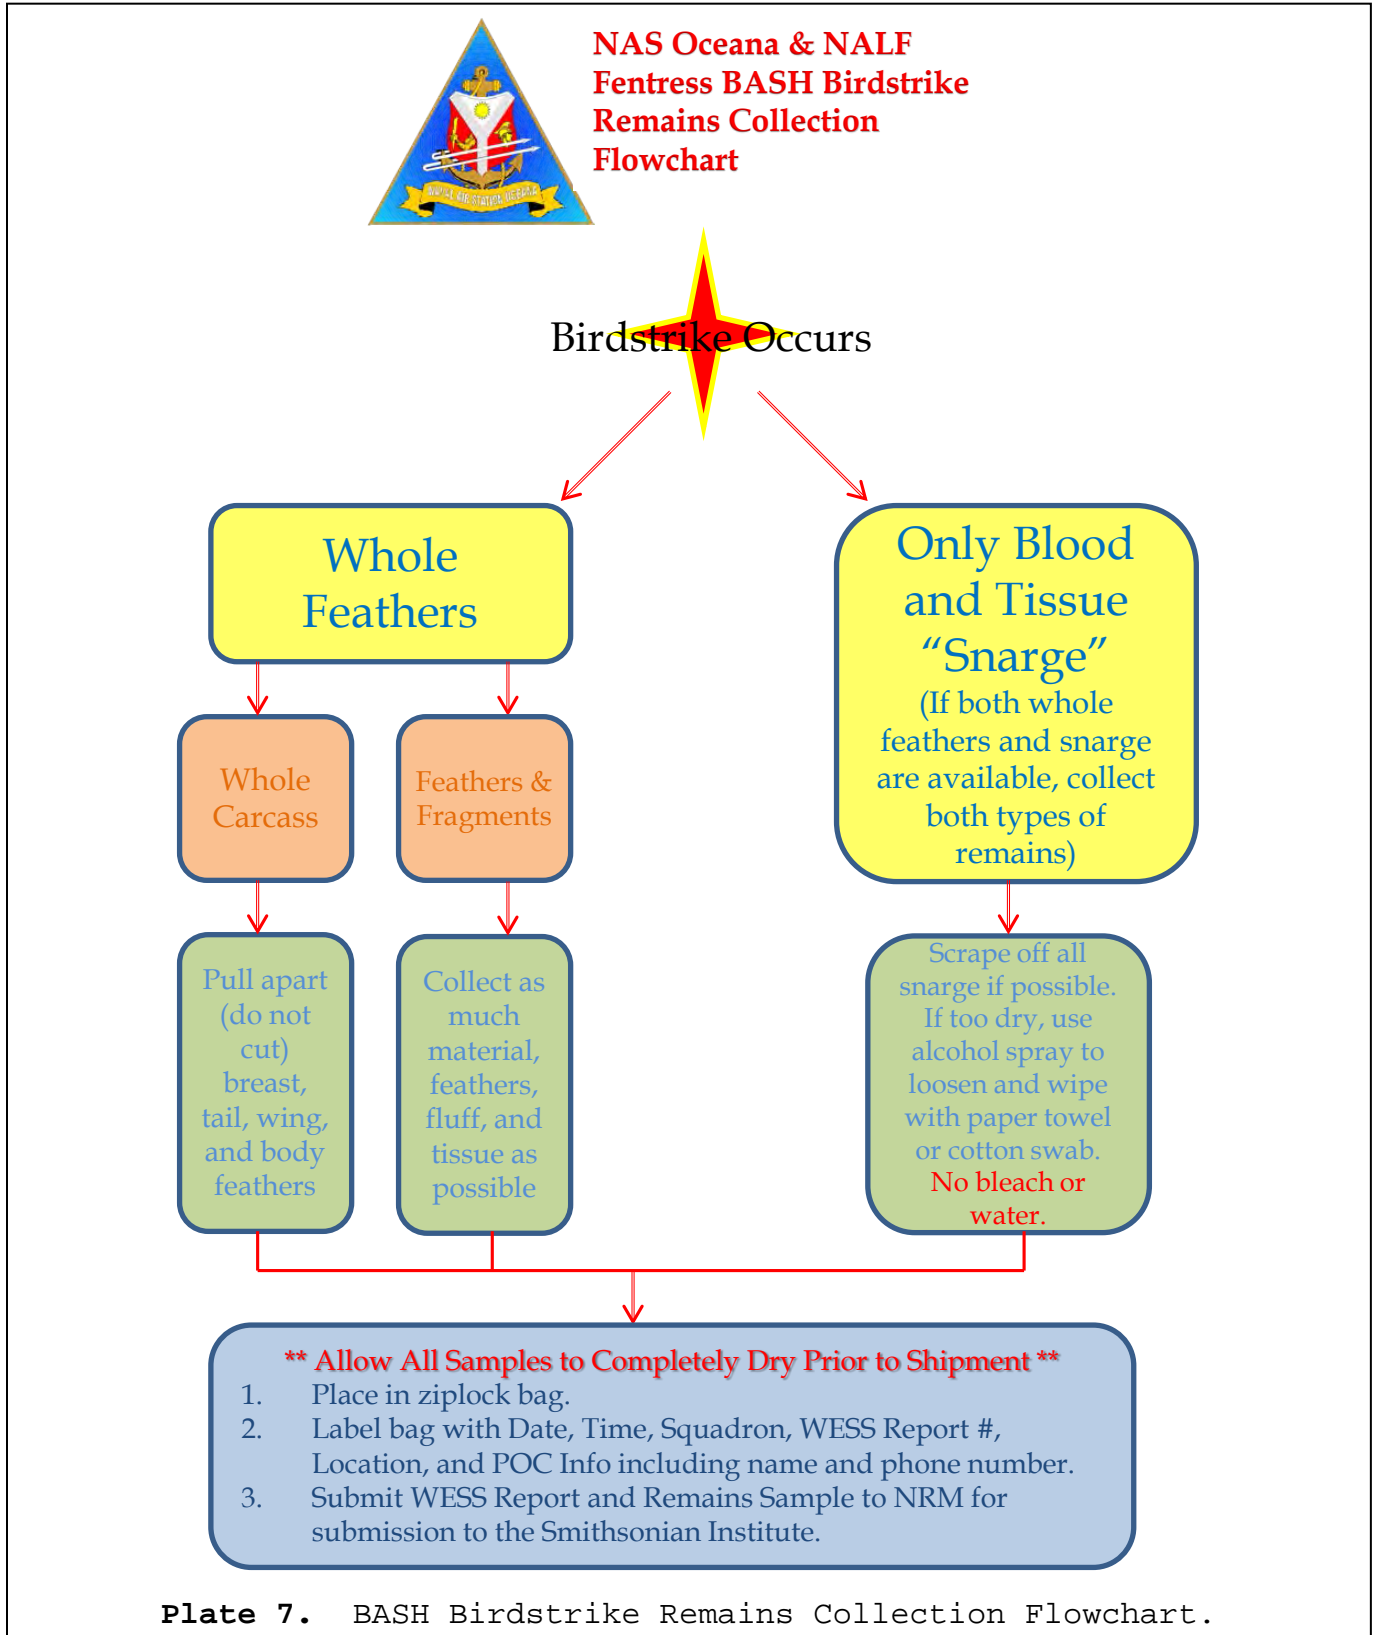 NAS Oceana & NALF
Fentress BASH Birdstrike
Remains Collection
Flowchart
NAVAL AIR STATION OCEANA
Birdstrike Occurs
Whole
Feathers
Only Blood
and Tissue
“Snarge”
(If both whole
feathers and snarge
are available, collect
both types of
remains)
Whole
Carcass
Feathers &
Fragments
Pull apart
(do not
cut)
breast,
tail, wing,
and body
feathers
Collect as
much
material,
feathers,
fluff, and
tissue as
possible
Scrape off all
snarge if possible.
If too dry, use
alcohol spray to
loosen and wipe
with paper towel
or cotton swab.
No bleach or
water.
** Allow All Samples to Completely Dry Prior to Shipment **
1. Place in ziplock bag.
2. Label bag with Date, Time, Squadron, WESS Report #,
Location, and POC Info including name and phone number.
3. Submit WESS Report and Remains Sample to NRM for
submission to the Smithsonian Institute.
Plate 7. BASH Birdstrike Remains Collection Flowchart.